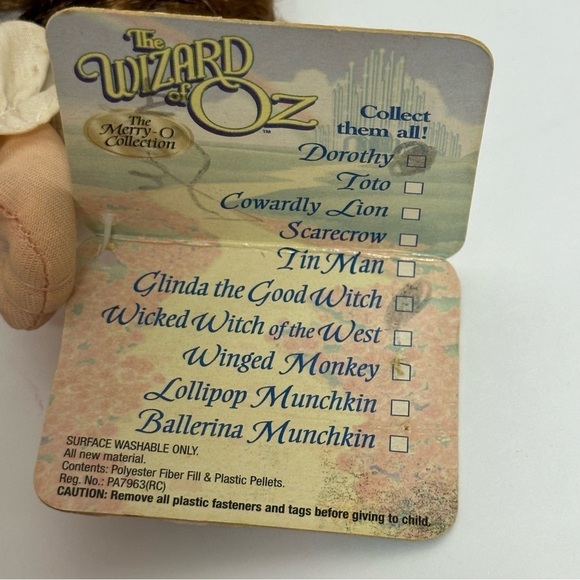 The
WIZARD
of OZ™
The
Merry-O
Collection
Collect
them all!
Dorothy
Toto
Cowardly Lion
Scarecrow
Tin Man
Glinda the Good Witch
Wicked Witch of the West
Winged Monkey
Lollipop Munchkin
Ballerina Munchkin
SURFACE WASHABLE ONLY.
All new material.
Contents: Polyester Fiber Fill & Plastic Pellets.
Reg. No.: PA7963(RC)
CAUTION: Remove all plastic fasteners and tags before giving to child.